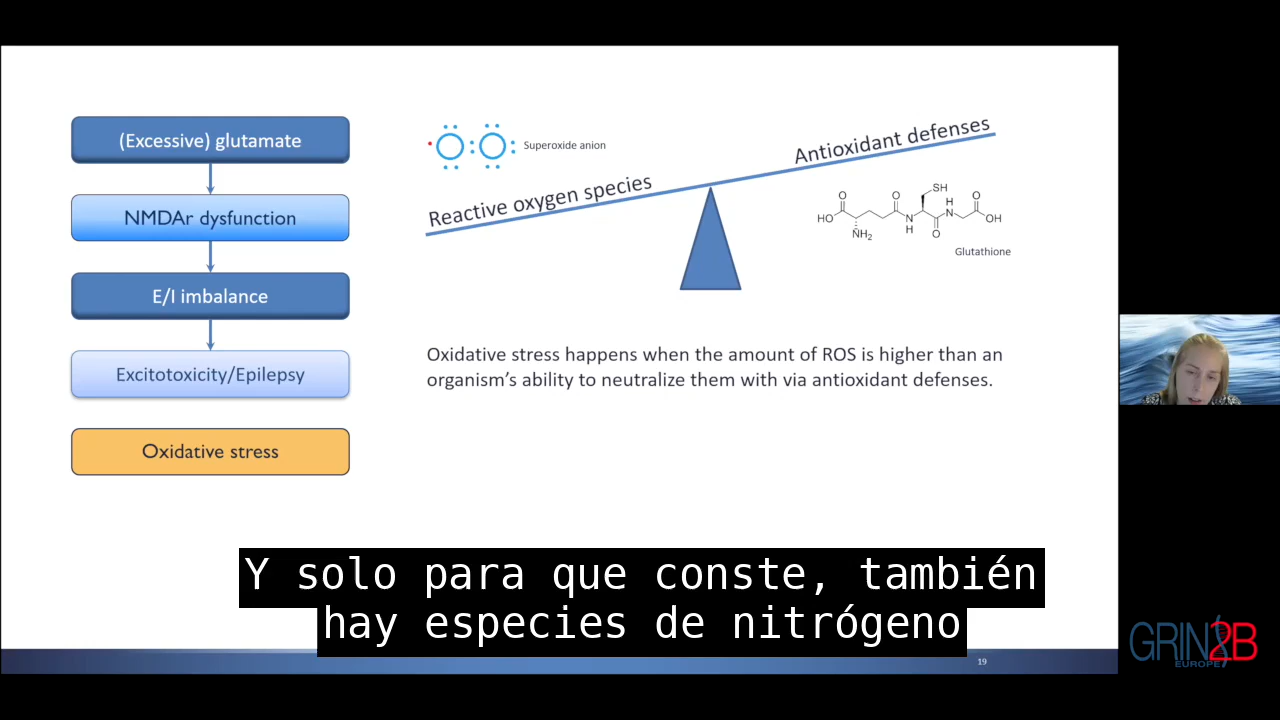 (Excessive) glutamate
NMDAr dysfunction
E/I imbalance
Excitotoxicity/Epilepsy
Oxidative stress
Superoxide anion
Reactive oxygen species
Antioxidant defenses
O
O
O
SH
H
HO
N
N
OH
NH2
H
O
Glutathione
Oxidative stress happens when the amount of ROS is higher than an
organism's ability to neutralize them with via antioxidant defenses.
Y solo para que conste, también
hay especies de nitrógeno
19
GRIN2B
EUROPE